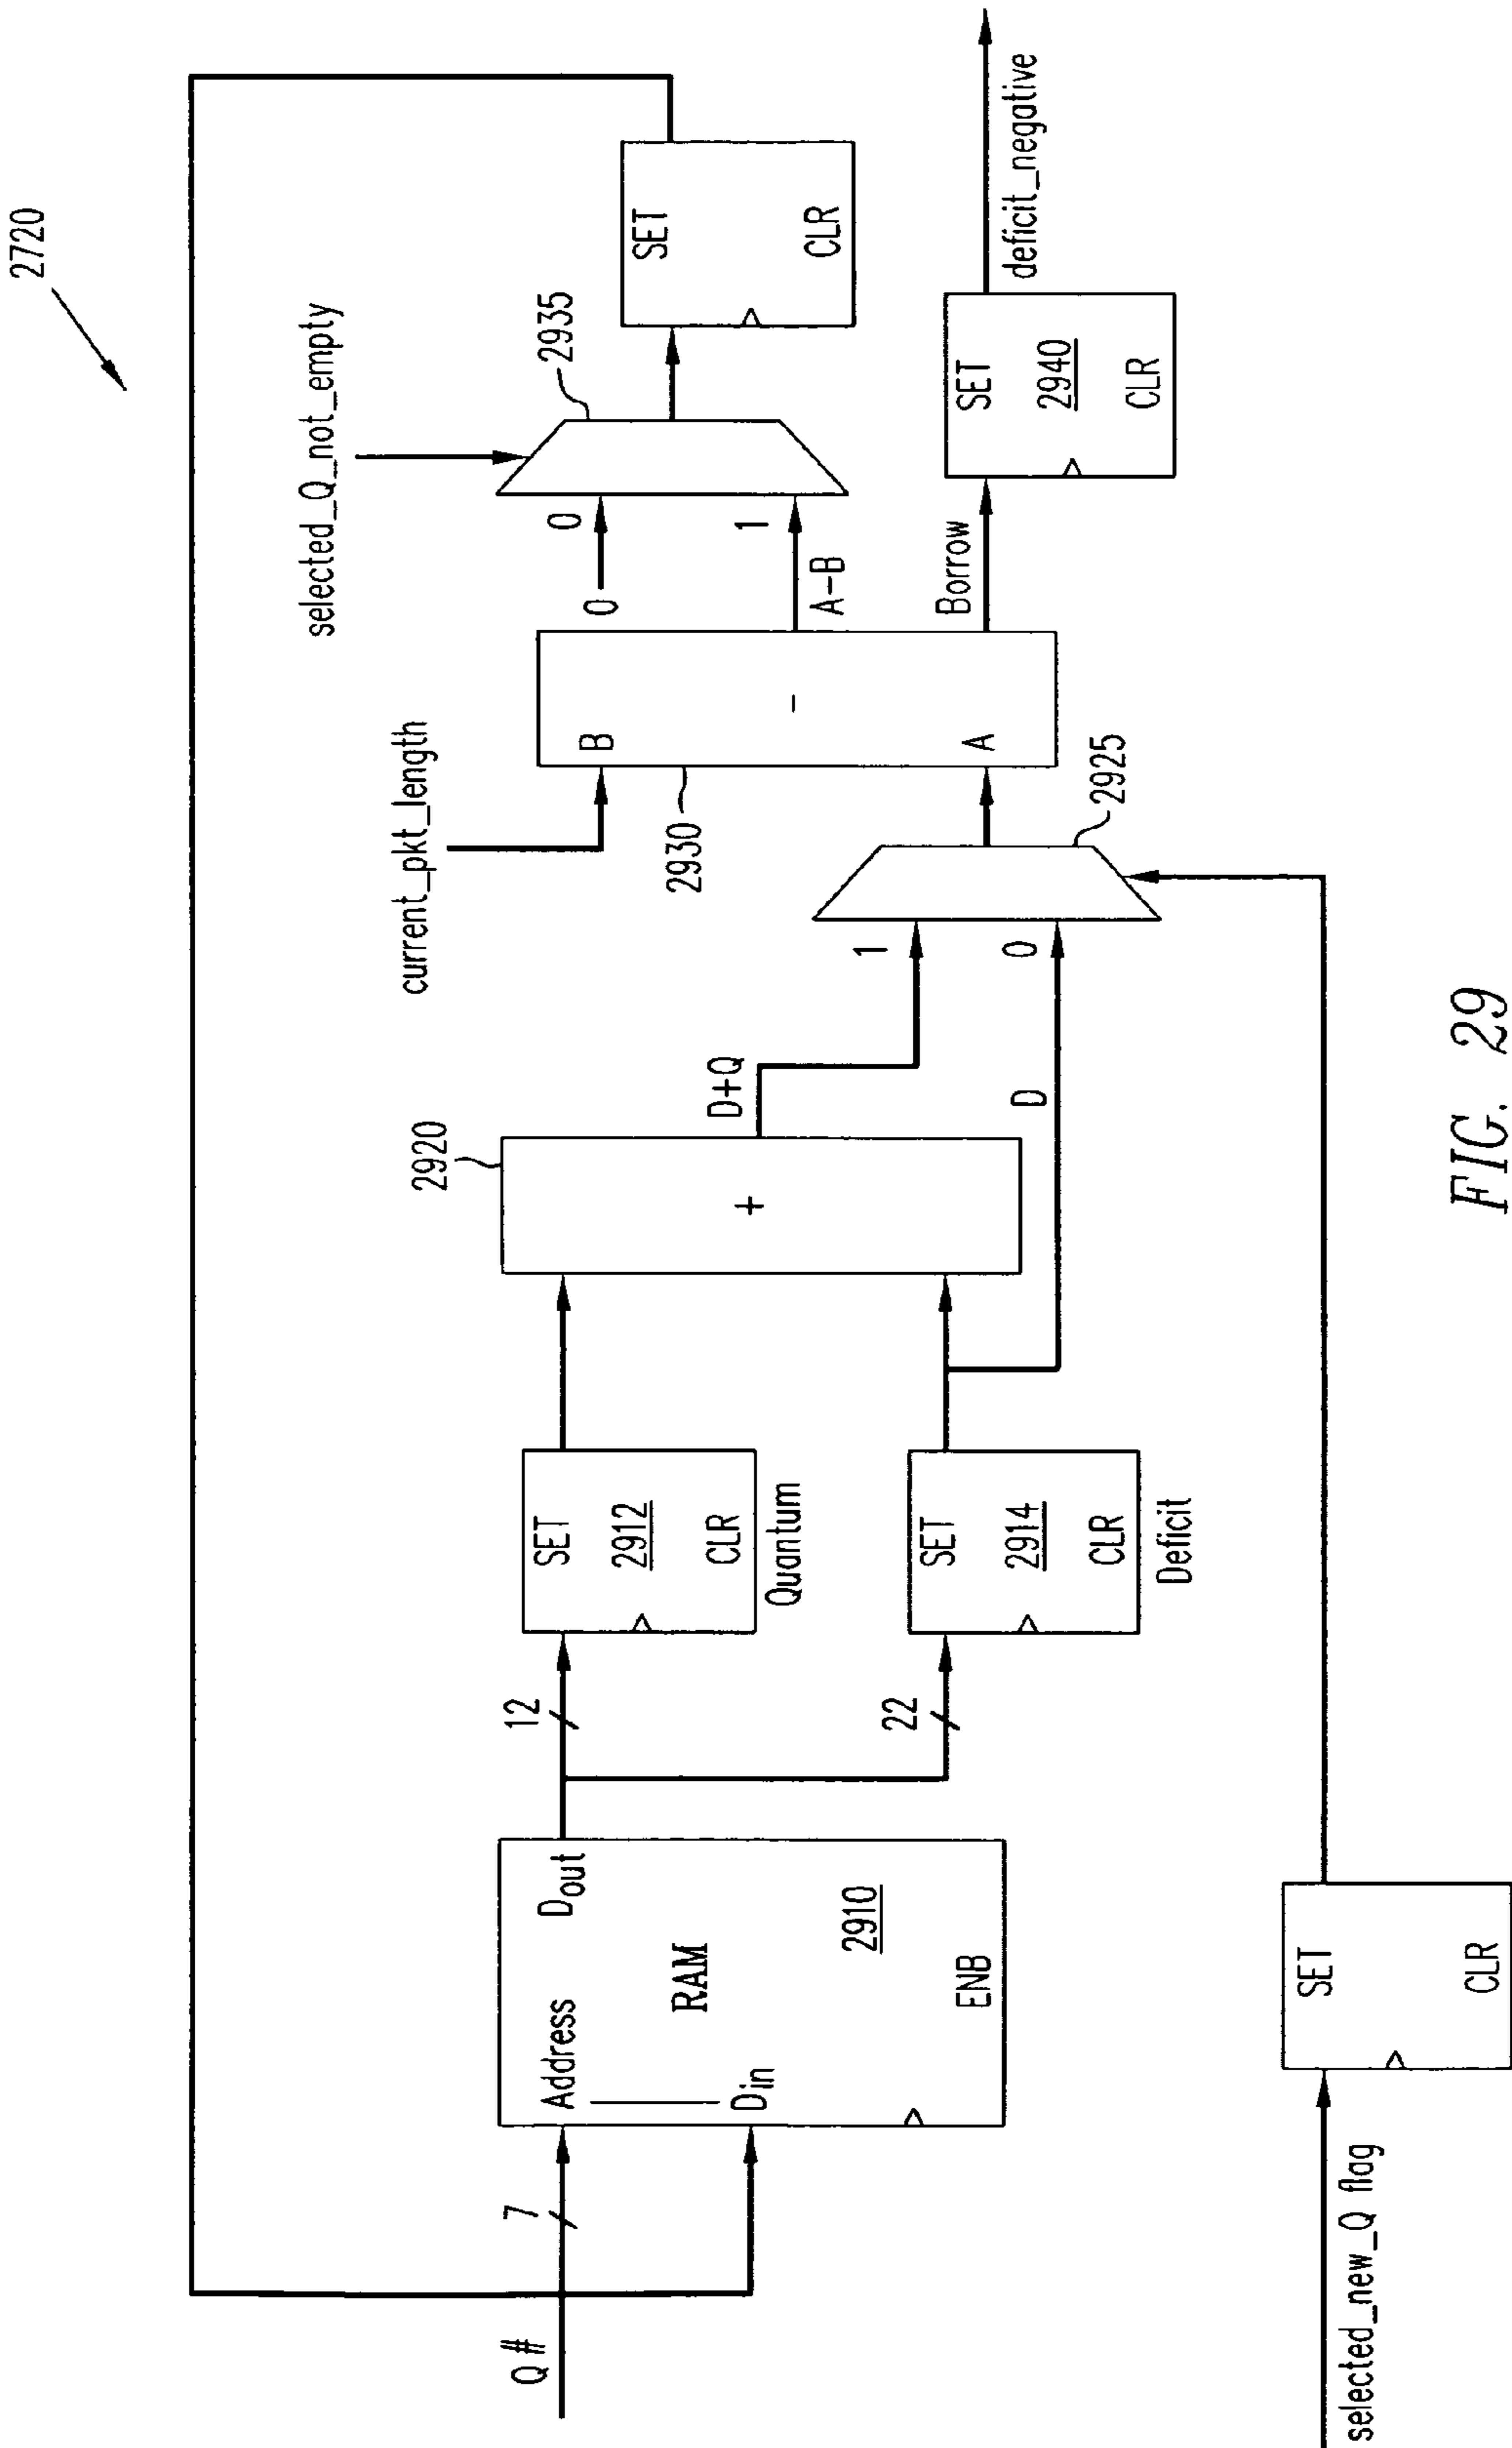 2720
selected_Q_not_empty
current_pkt_length
Q#
7
Address
D_in
RAM
D_out
2910
ENB
12
22
SET
2912
CLR
Quantum
SET
2914
CLR
Deficit
2920
+
D+Q
D
1
0
2925
2930
B
-
A
A-B
Borrow
0
0
1
2935
SET
CLR
SET
2940
CLR
deficit_negative
selected_new_Q flag
SET
CLR
FIG. 29